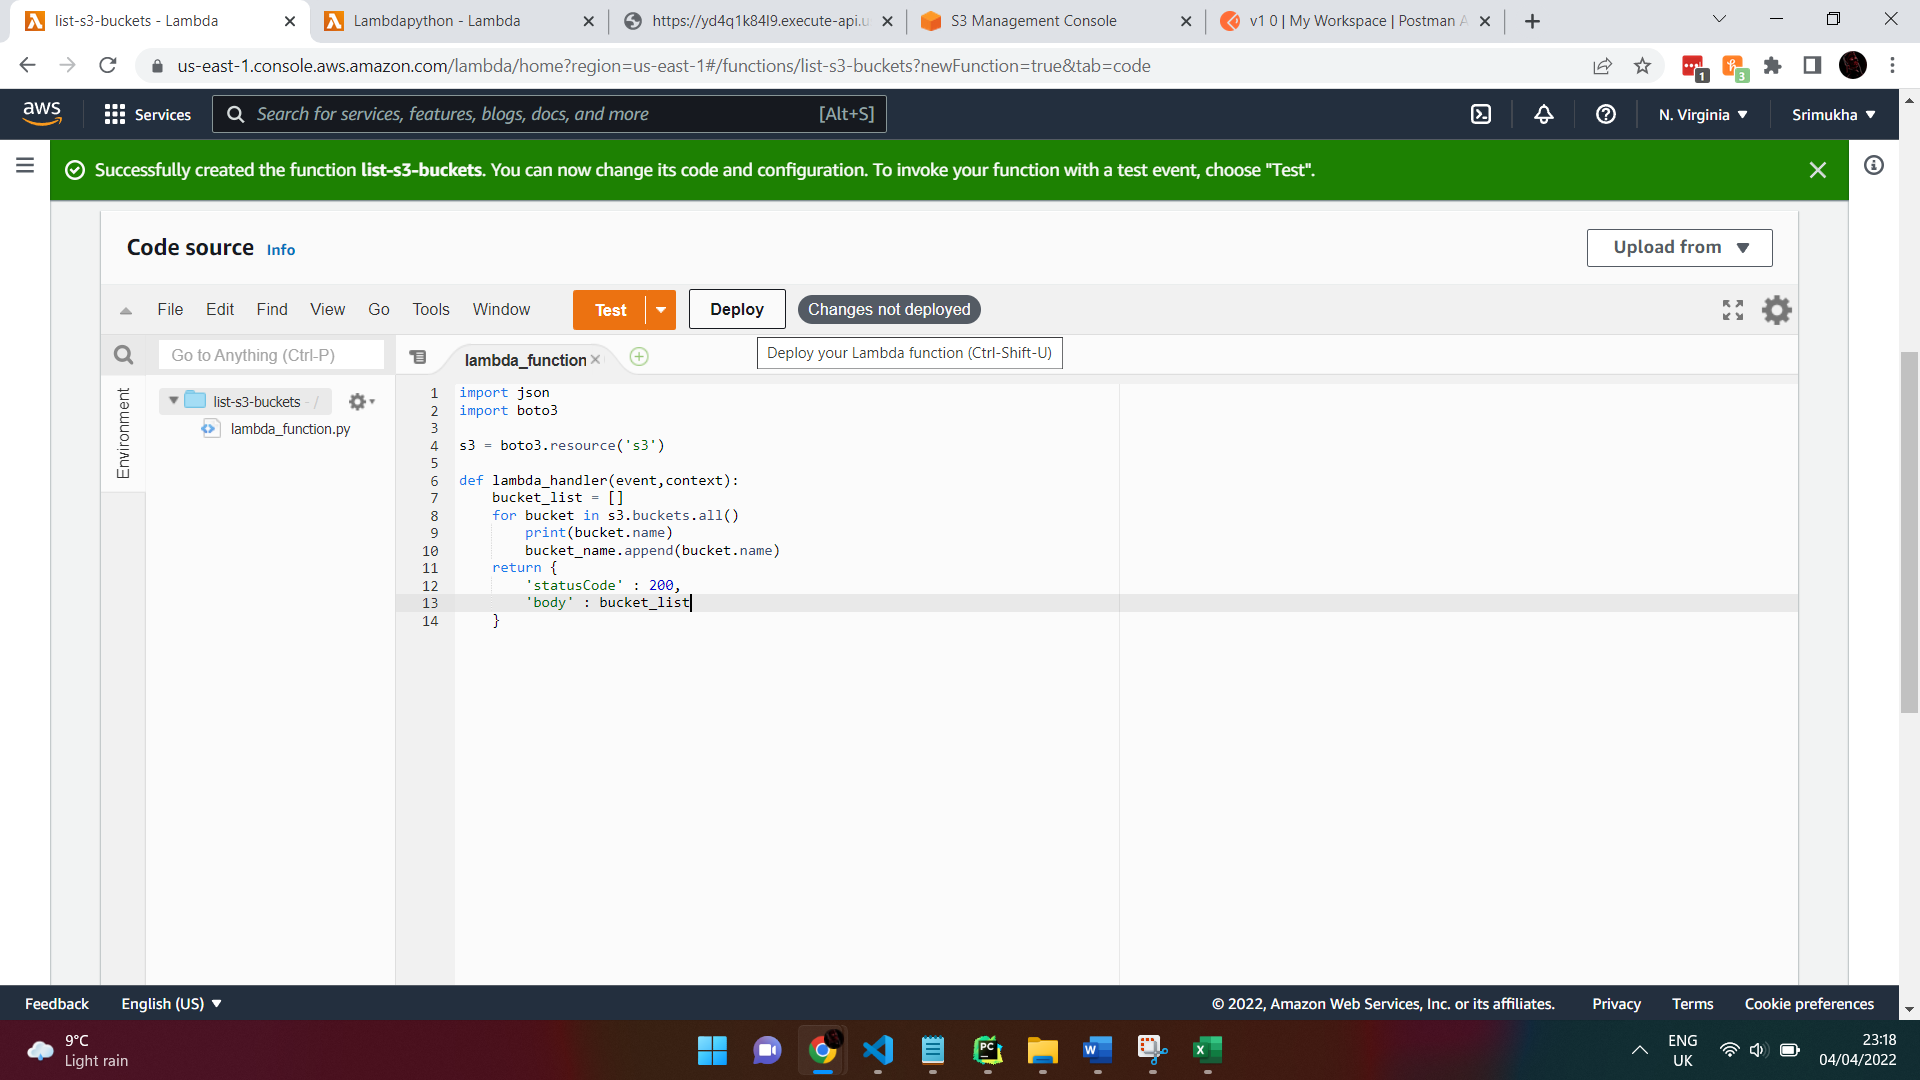 list-s3-buckets - Lambda
Lambdapython - Lambda
https://yd4q1k84l9.execute-api.u
S3 Management Console
v1 0 | My Workspace | Postman A
us-east-1.console.aws.amazon.com/lambda/home?region=us-east-1#/functions/list-s3-buckets?newFunction=true&tab=code
1
3
aws
Services
Search for services, features, blogs, docs, and more
[Alt+S]
N. Virginia
Srimukha
Successfully created the function list-s3-buckets. You can now change its code and configuration. To invoke your function with a test event, choose "Test".
Code source Info
Upload from
File Edit Find View Go Tools Window
Test
Deploy
Changes not deployed
Go to Anything (Ctrl-P)
lambda_function
Deploy your Lambda function (Ctrl-Shift-U)
Environment
list-s3-buckets - /
lambda_function.py
1 import json
2 import boto3
3
4 s3 = boto3.resource('s3')
5
6 def lambda_handler(event,context):
7 bucket_list = []
8 for bucket in s3.buckets.all()
9 print(bucket.name)
10 bucket_name.append(bucket.name)
11 return {
12 'statusCode' : 200,
13 'body' : bucket_list
14 }
Feedback
English (US)
© 2022, Amazon Web Services, Inc. or its affiliates.
Privacy
Terms
Cookie preferences
9°C
Light rain
PC
W
X
ENG
UK
23:18
04/04/2022